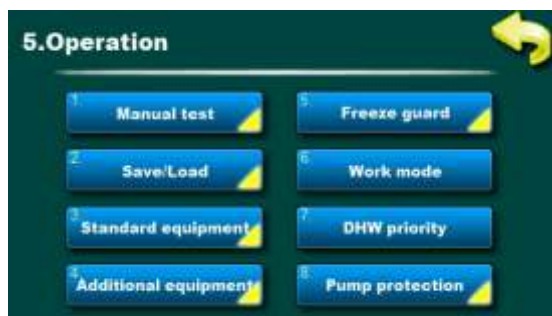 5.Operation
1 Manual test
5 Freeze guard
2 Save/Load
6 Work mode
3 Standard equipment
7 DHW priority
4 Additional equipment
8 Pump protection